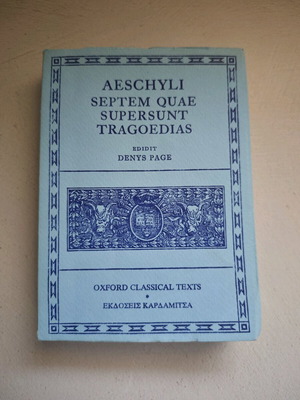 AESCHYLI
SEPTEM QUAE
SUPERSUNT
TRAGOEDIAS
EDIDIT
DENYS PAGE
OXFORD CLASSICAL TEXTS
•
ΕΚΔΟΣΕΙΣ ΚΑΡΔΑΜΙΤΣΑ